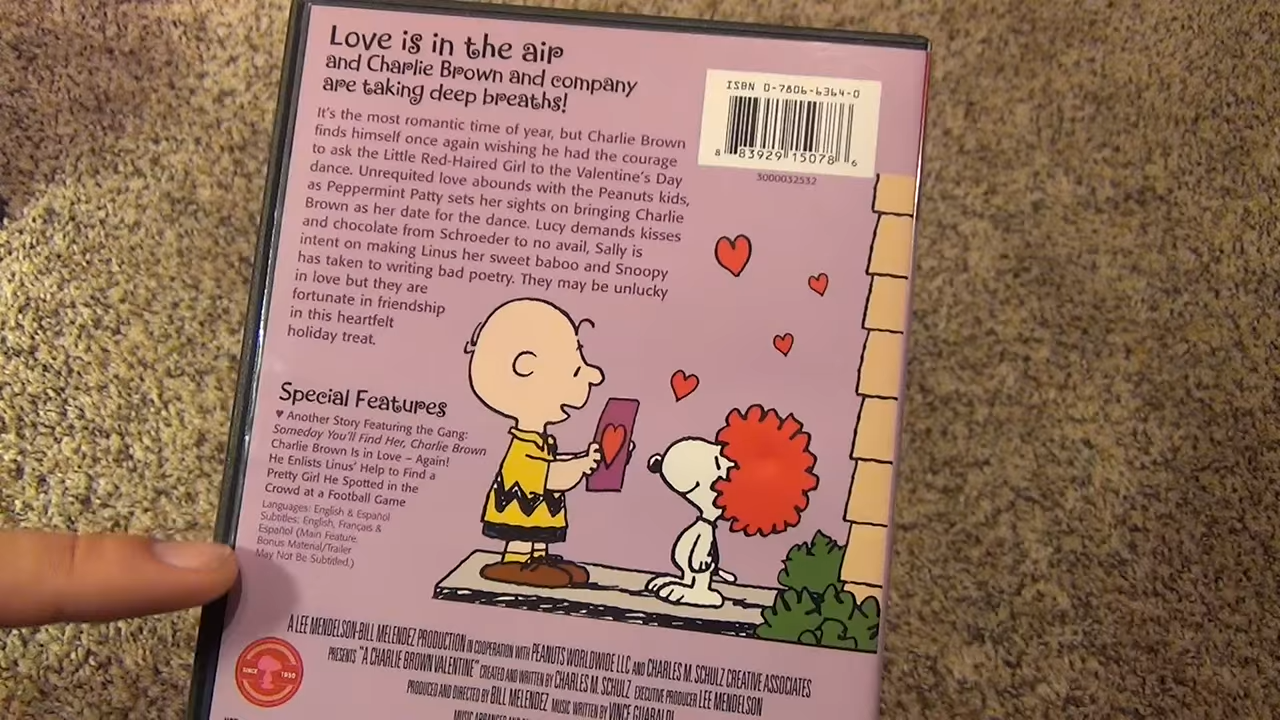 Love is in the air
and Charlie Brown and company
are taking deep breaths!
It's the most romantic time of year, but Charlie Brown
finds himself once again wishing he had the courage
to ask the Little Red-Haired Girl to the Valentine's Day
dance. Unrequited love abounds with the Peanuts kids,
as Peppermint Patty sets her sights on bringing Charlie
Brown as her date for the dance. Lucy demands kisses
and chocolate from Schroeder to no avail, Sally is
intent on making Linus her sweet baboo and Snoopy
has taken to writing bad poetry. They may be unlucky
in love but they are
fortunate in friendship
in this heartfelt
holiday treat.
ISBN 0-7806-6364-0
8 83929 15078 6
3000032532
Special Features
♥ Another Story Featuring the Gang:
Someday You'll Find Her, Charlie Brown
Charlie Brown Is in Love – Again!
He Enlists Linus' Help to Find a
Pretty Girl He Spotted in the
Crowd at a Football Game
Languages: English & Español
Subtitles: English, Français &
Español (Main Feature.
Bonus Material/Trailer
May Not Be Subtitled.)
A LEE MENDELSON-BILL MELENDEZ PRODUCTION IN COOPERATION WITH PEANUTS WORLDWIDE LLC AND CHARLES M. SCHULZ CREATIVE ASSOCIATES
PRESENTS "A CHARLIE BROWN VALENTINE" CREATED AND WRITTEN BY CHARLES M. SCHULZ EXECUTIVE PRODUCER LEE MENDELSON
PRODUCED AND DIRECTED BY BILL MELENDEZ MUSIC WRITTEN BY VINCE GUARALDI
MUSIC ARRANGED AND
SINCE 1950